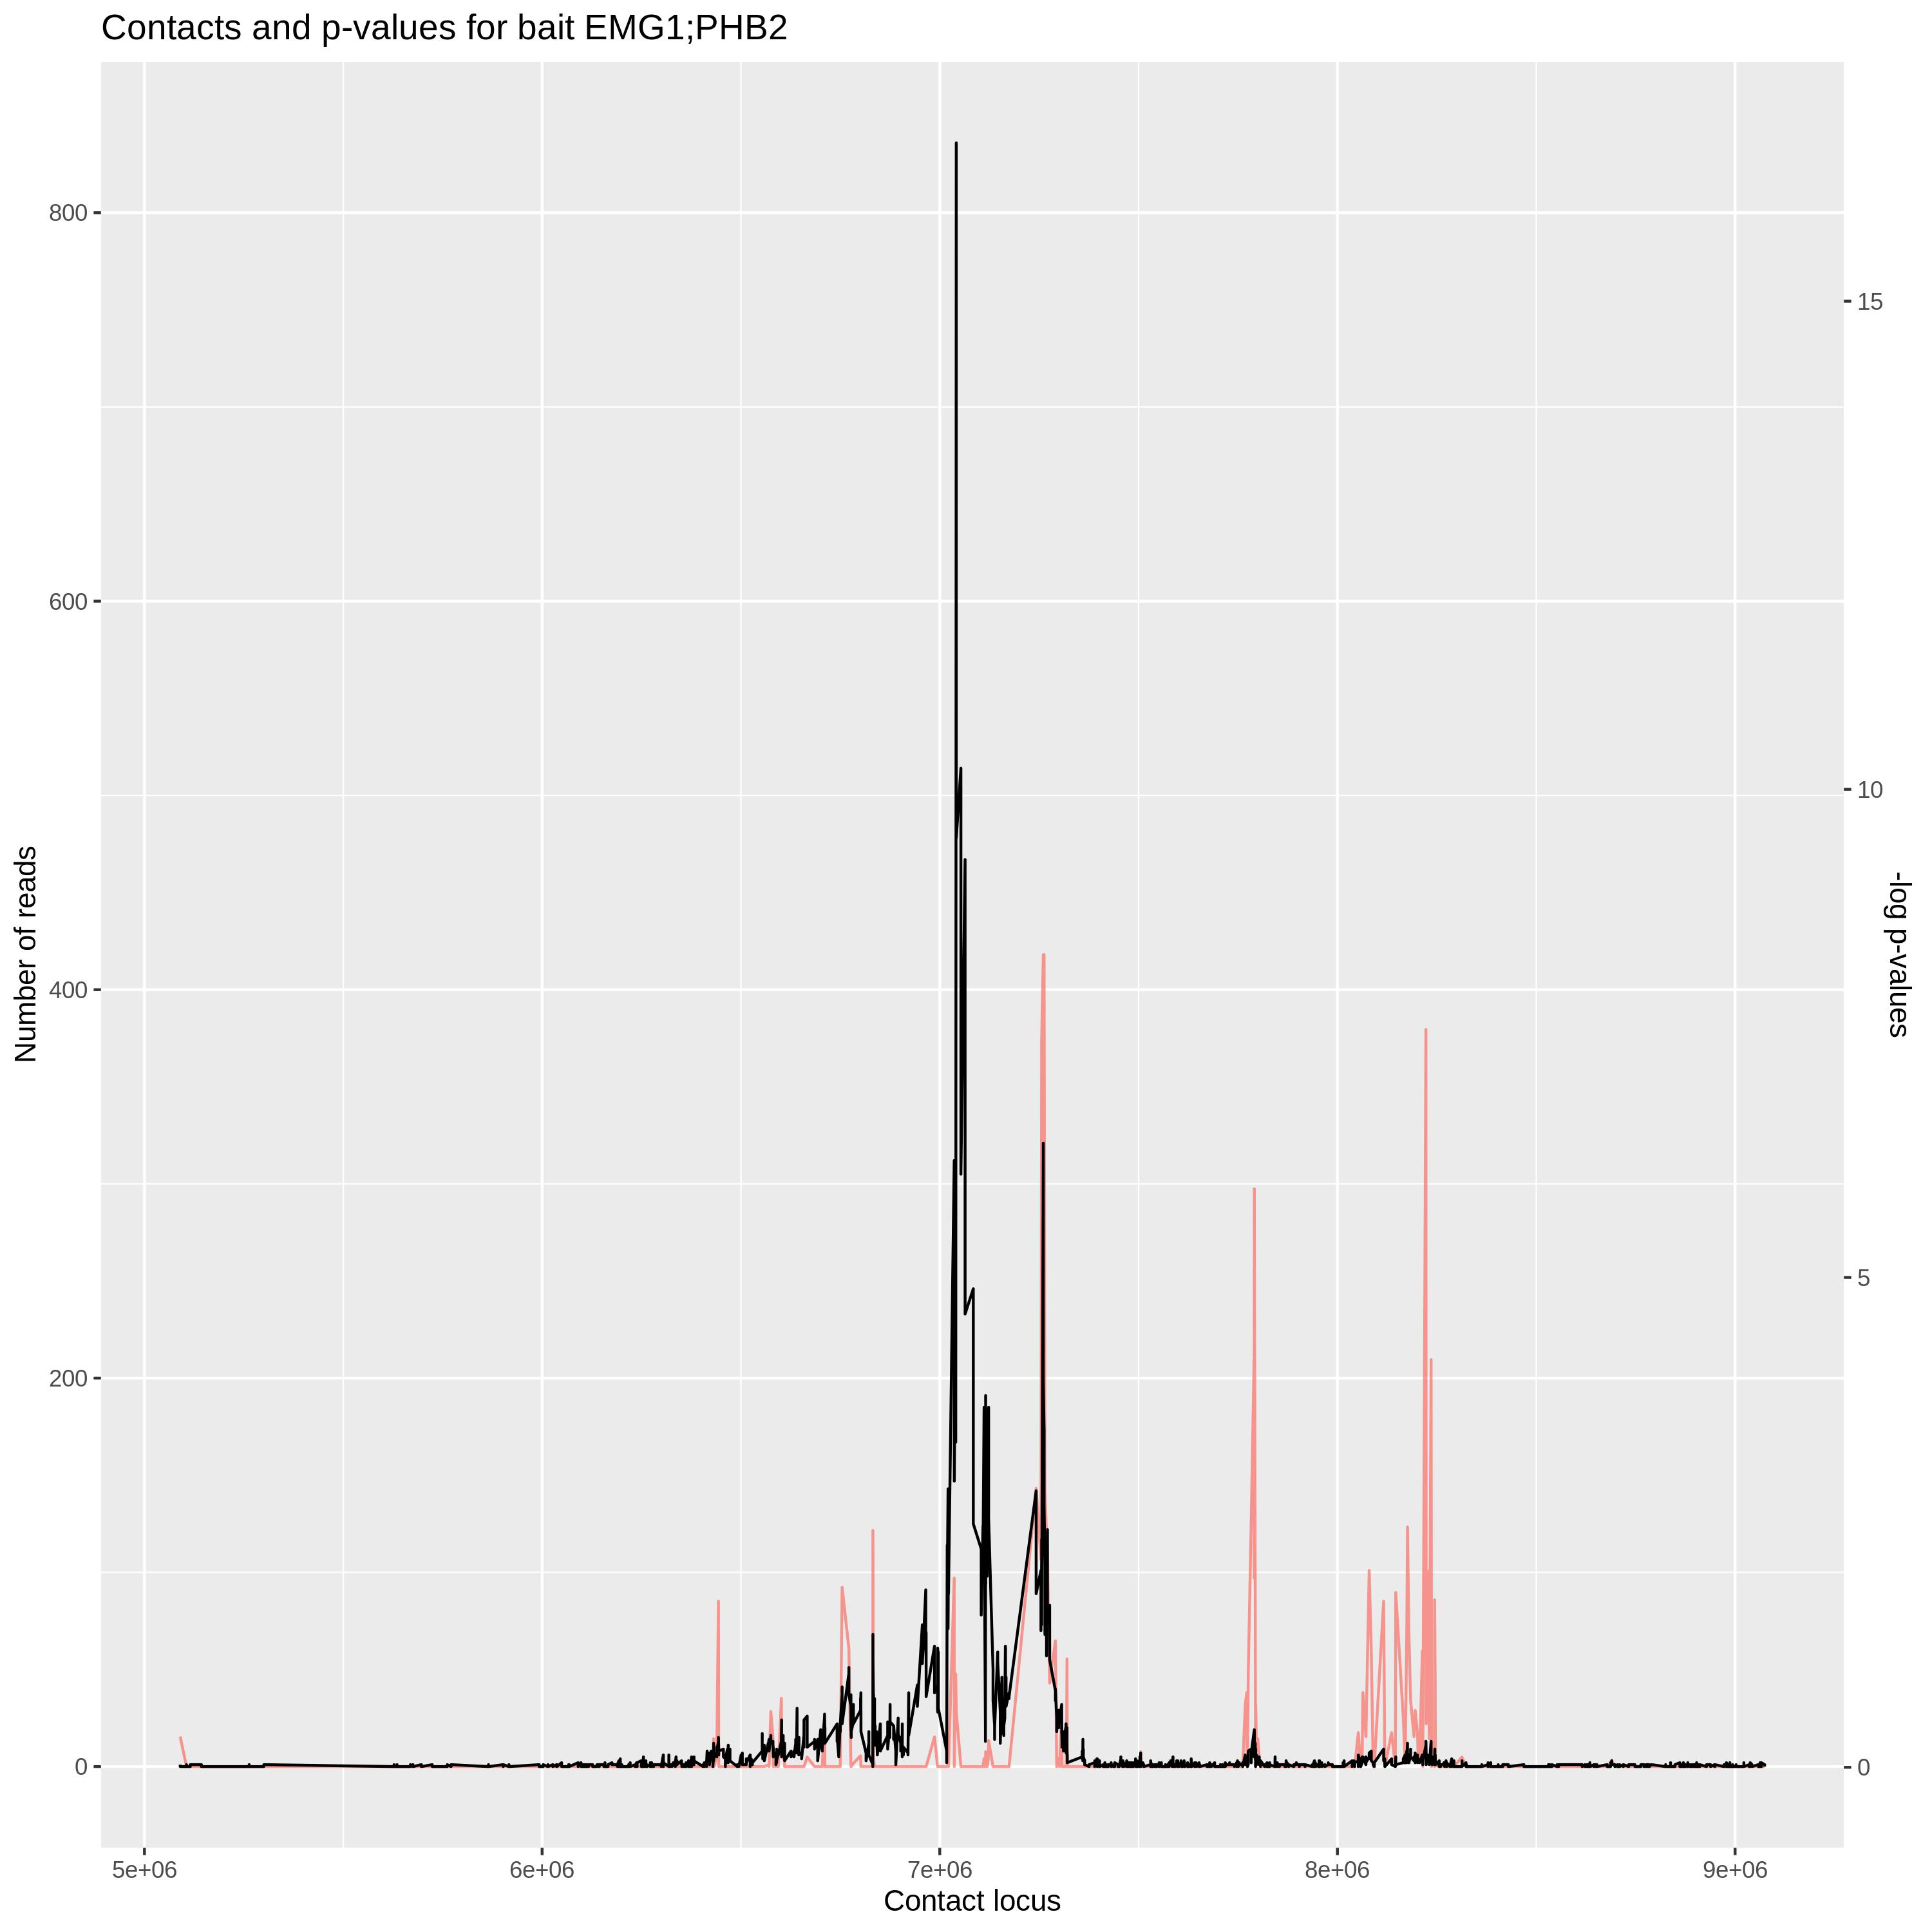 Contacts and p-values for bait EMG1;PHB2
800
600
400
200
0
Number of reads
15
10
5
0
-log p-values
5e+06
6e+06
7e+06
8e+06
9e+06
Contact locus